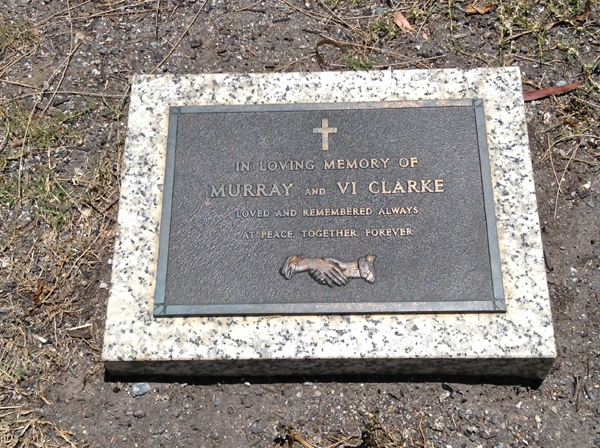 IN LOVING MEMORY OF
MURRAY AND VI CLARKE
LOVED AND REMEMBERED ALWAYS
AT PEACE, TOGETHER, FOREVER